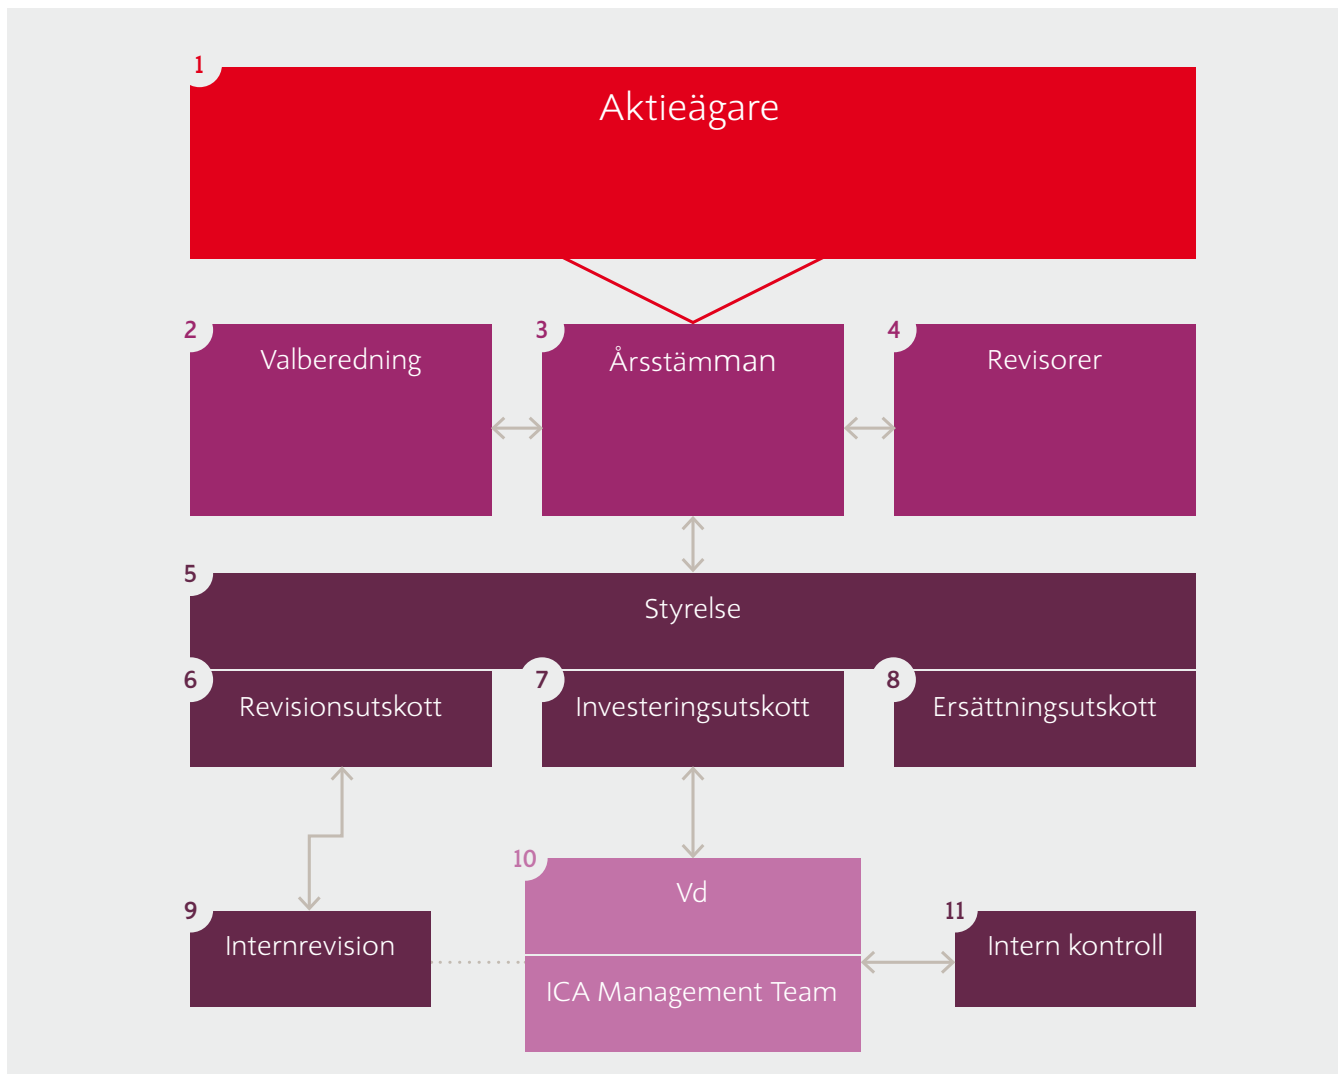 1
Aktieägare
2
Valberedning
3
Årsstämman
4
Revisorer
5
Styrelse
6
Revisionsutskott
7
Investeringsutskott
8
Ersättningsutskott
9
Internrevision
10
Vd
ICA Management Team
11
Intern kontroll